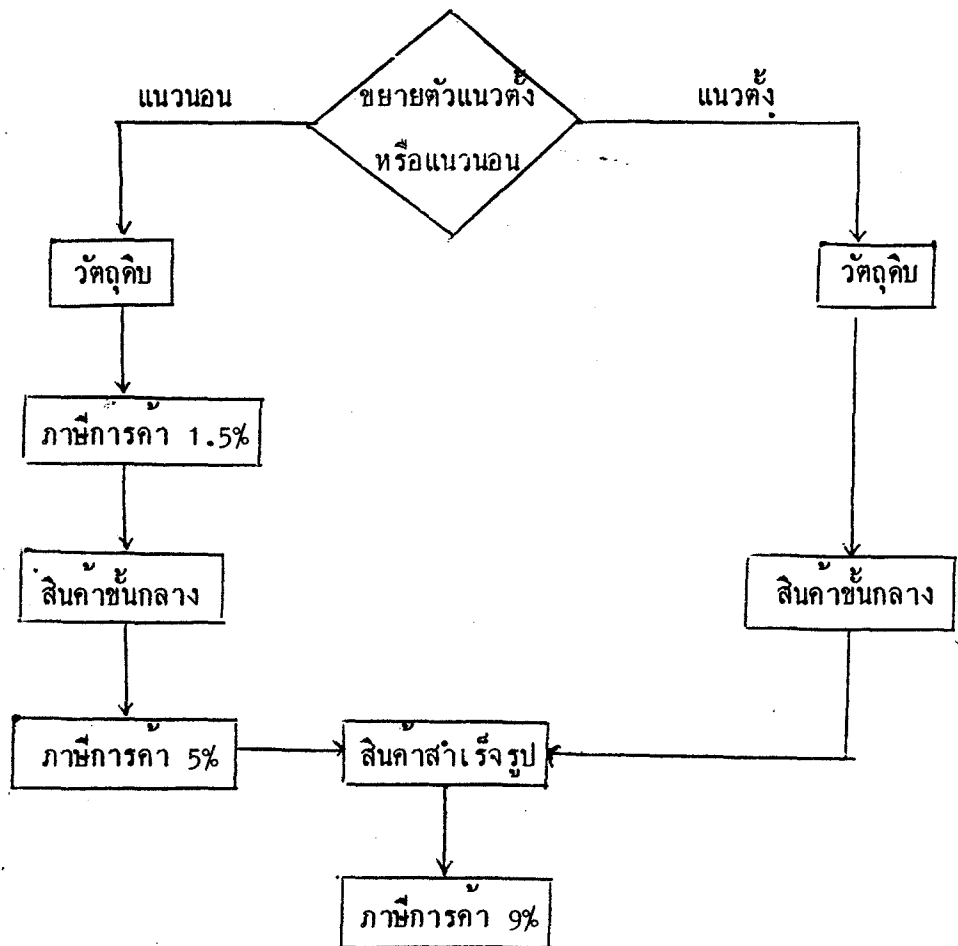 ขยายตัวแนวตั้ง
หรือแนวนอน
แนวนอน
แนวตั้ง
วัตถุดิบ
วัตถุดิบ
ภาษีการค้า 1.5%
สินค้าขั้นกลาง
สินค้าขั้นกลาง
ภาษีการค้า 5%
สินค้าสำเร็จรูป
ภาษีการค้า 9%